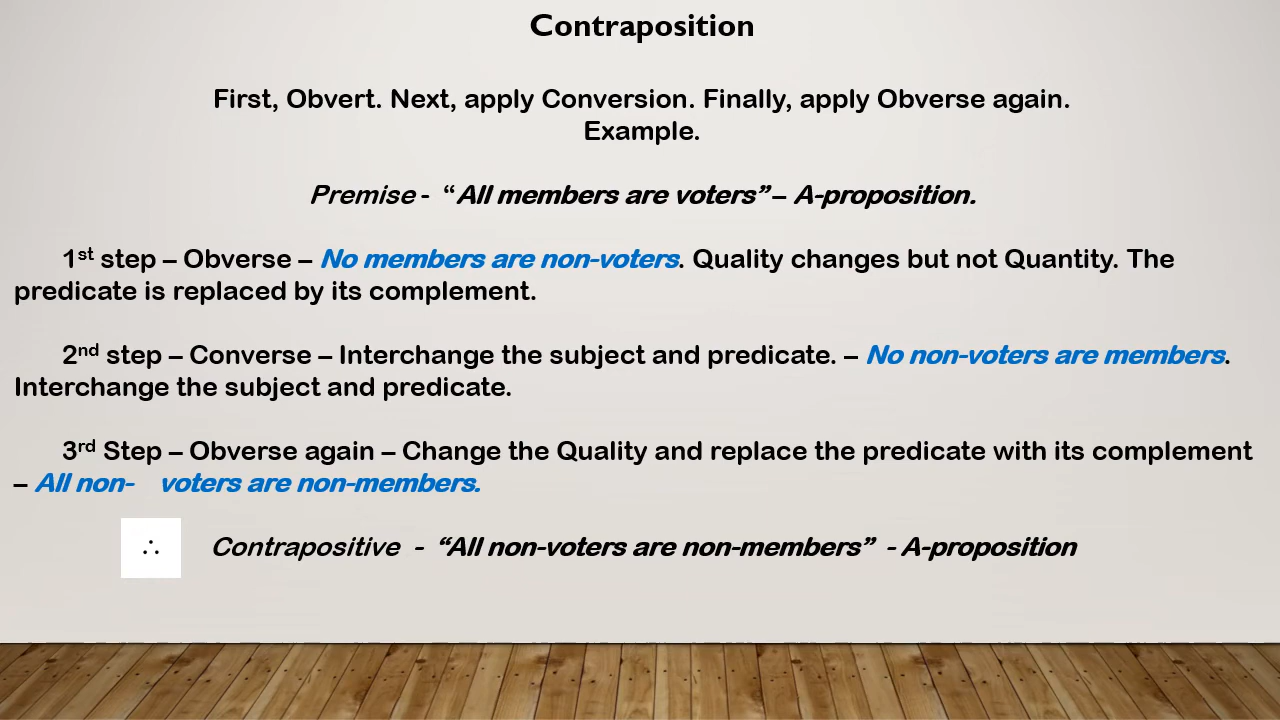 Contraposition
First, Obvert. Next, apply Conversion. Finally, apply Obverse again.
Example.
Premise - “All members are voters” – A-proposition.
1st step – Obverse – No members are non-voters. Quality changes but not Quantity. The
predicate is replaced by its complement.
2nd step – Converse – Interchange the subject and predicate. – No non-voters are members.
Interchange the subject and predicate.
3rd Step – Obverse again – Change the Quality and replace the predicate with its complement
– All non- voters are non-members.
∴ Contrapositive - “All non-voters are non-members” - A-proposition